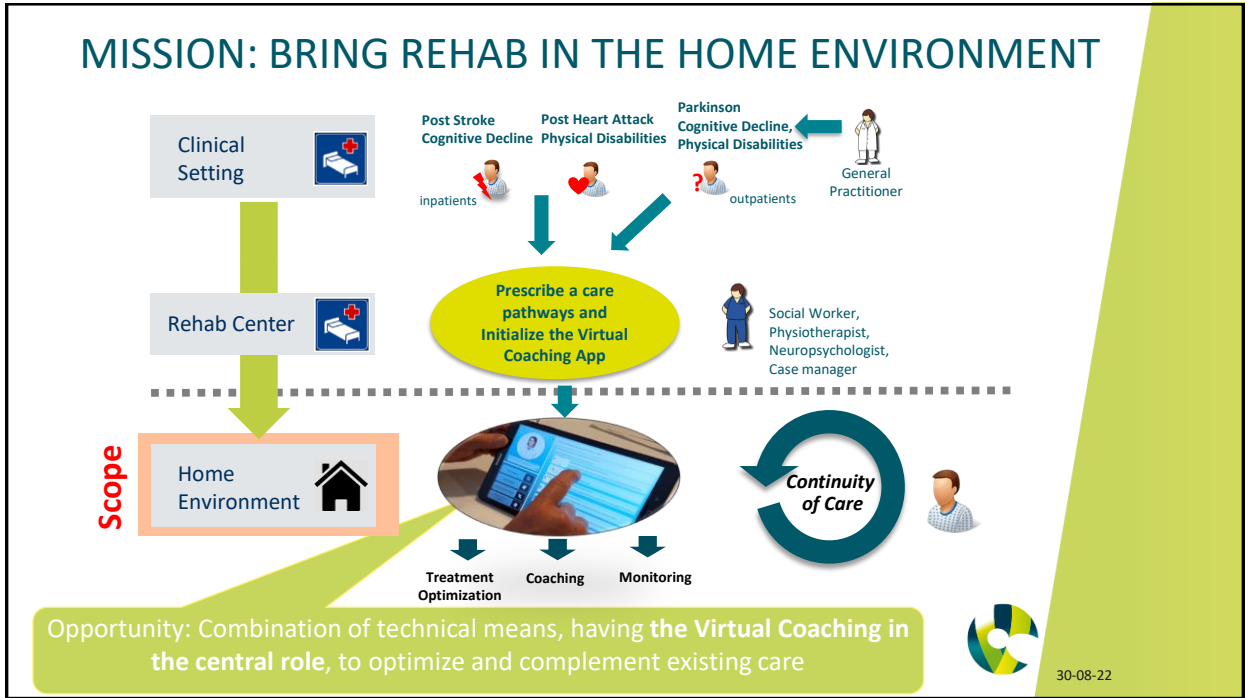 MISSION: BRING REHAB IN THE HOME ENVIRONMENT
Clinical
Setting
Post Stroke
Cognitive Decline
Post Heart Attack
Physical Disabilities
Parkinson
Cognitive Decline,
Physical Disabilities
General
Practitioner
inpatients
?
outpatients
Rehab Center
Prescribe a care
pathways and
Initialize the Virtual
Coaching App
Social Worker,
Physiotherapist,
Neuropsychologist,
Case manager
Scope
Home
Environment
Continuity
of Care
Treatment
Optimization
Coaching
Monitoring
Opportunity: Combination of technical means, having the Virtual Coaching in
the central role, to optimize and complement existing care
30-08-22